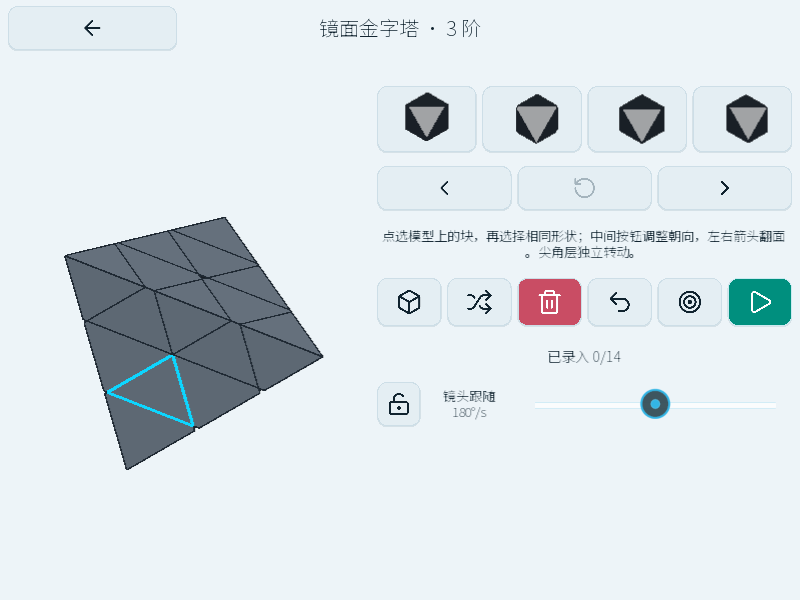 镜面金字塔 · 3 阶
点选模型上的块，再选择相同形状；中间按钮调整朝向，左右箭头翻面
。尖角层独立转动。
已录入 0/14
镜头跟随
180°/s